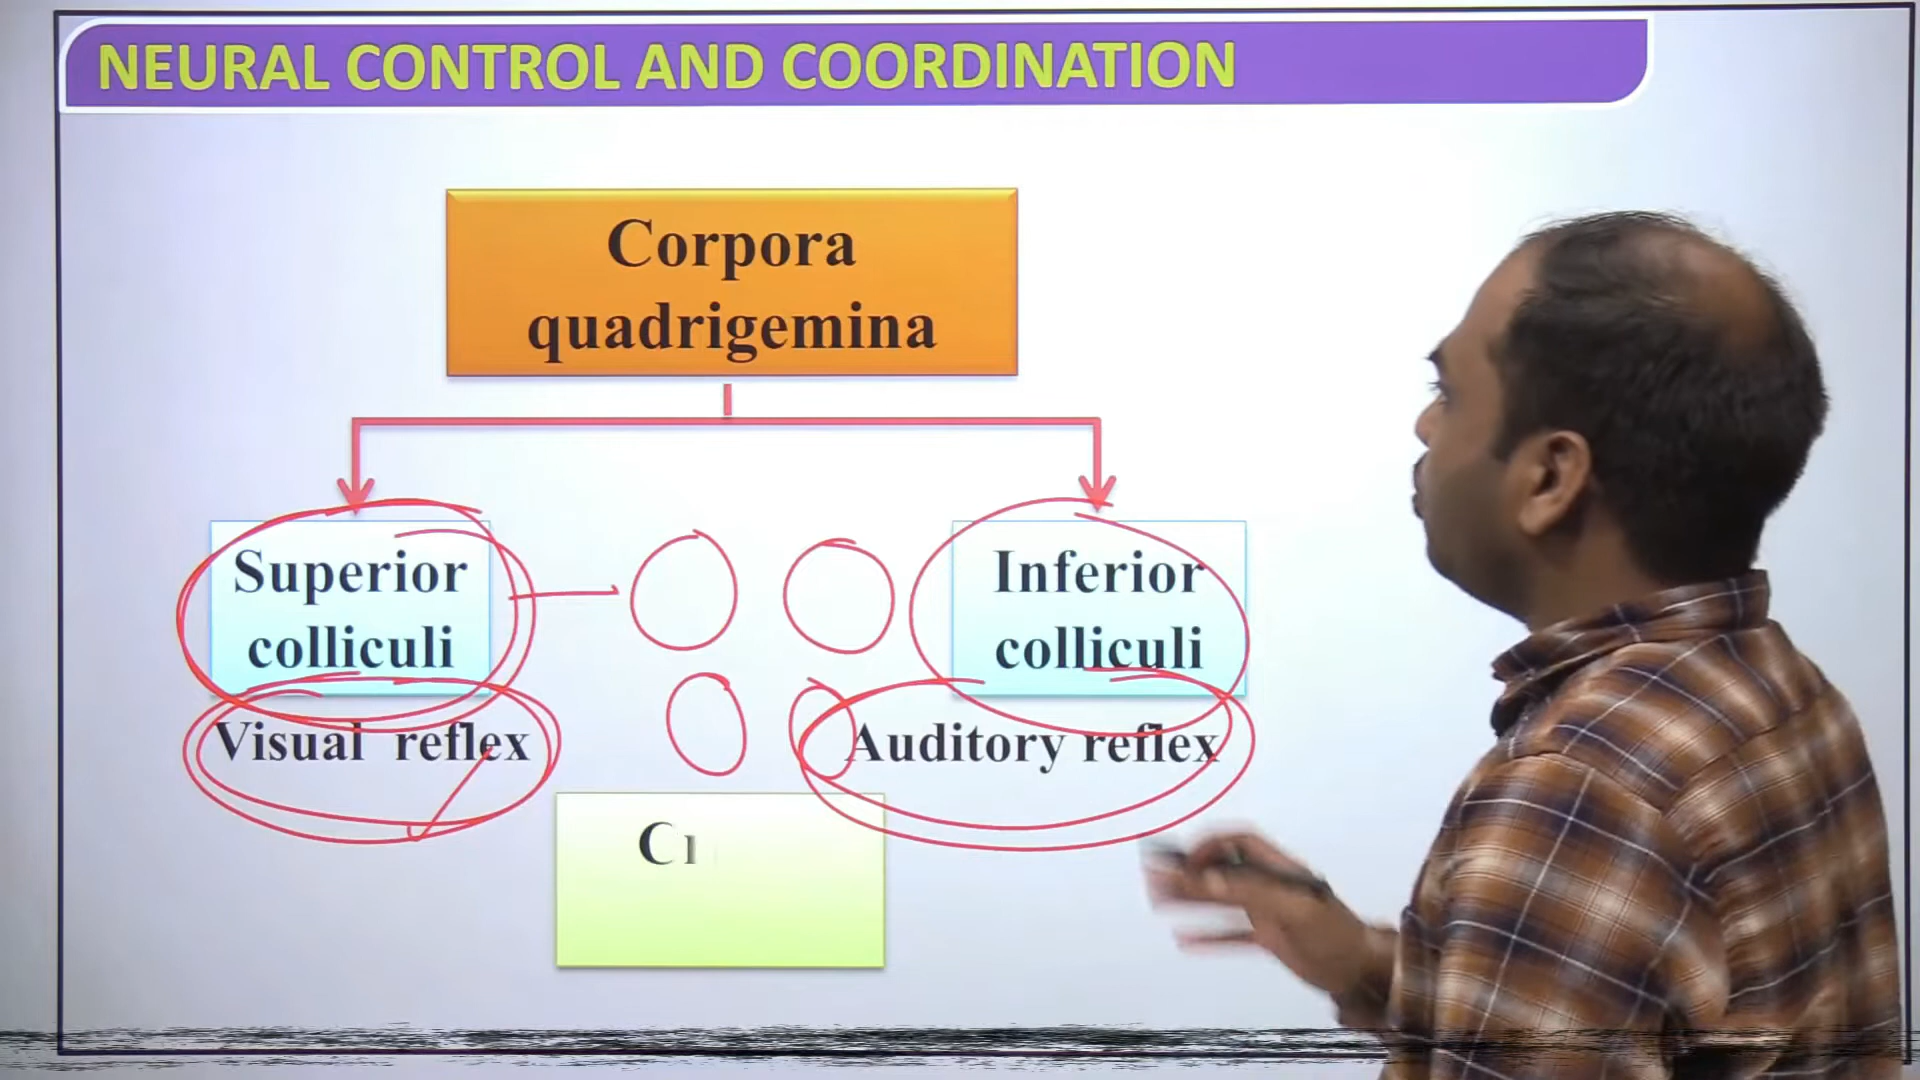 NEURAL CONTROL AND COORDINATION
Corpora
quadrigemina
Superior
colliculi
Inferior
colliculi
Visual reflex
Auditory reflex